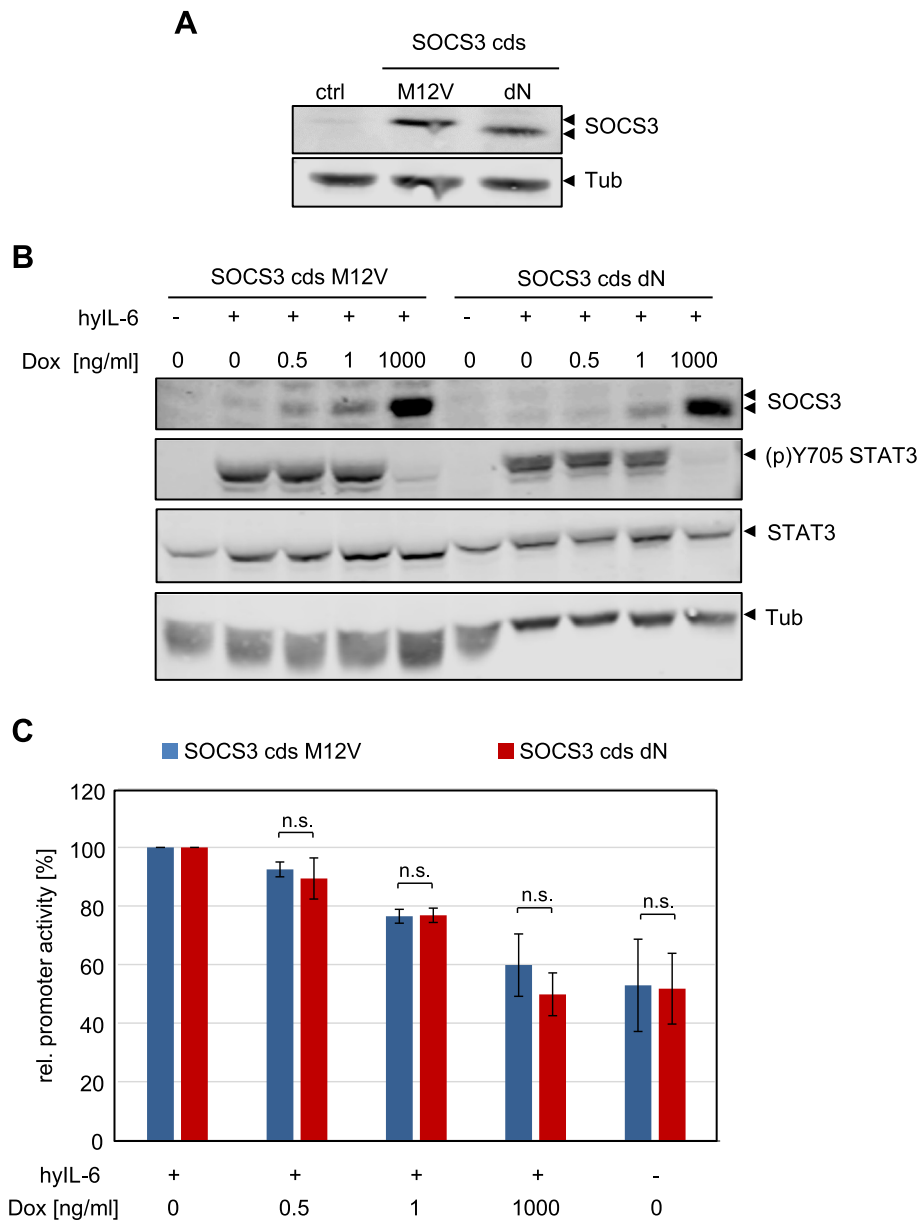 A
SOCS3 cds
ctrl M12V dN
◄ SOCS3
◄
◄ Tub
B
SOCS3 cds M12V SOCS3 cds dN
hyIL-6 - + + + + - + + + +
Dox [ng/ml] 0 0 0.5 1 1000 0 0 0.5 1 1000
◄ SOCS3
◄
◄ (p)Y705 STAT3
◄ STAT3
◄ Tub
C
SOCS3 cds M12V SOCS3 cds dN
rel. promoter activity [%]
120
100
80
60
40
20
0
n.s. n.s. n.s. n.s.
hyIL-6 + + + + -
Dox [ng/ml] 0 0.5 1 1000 0